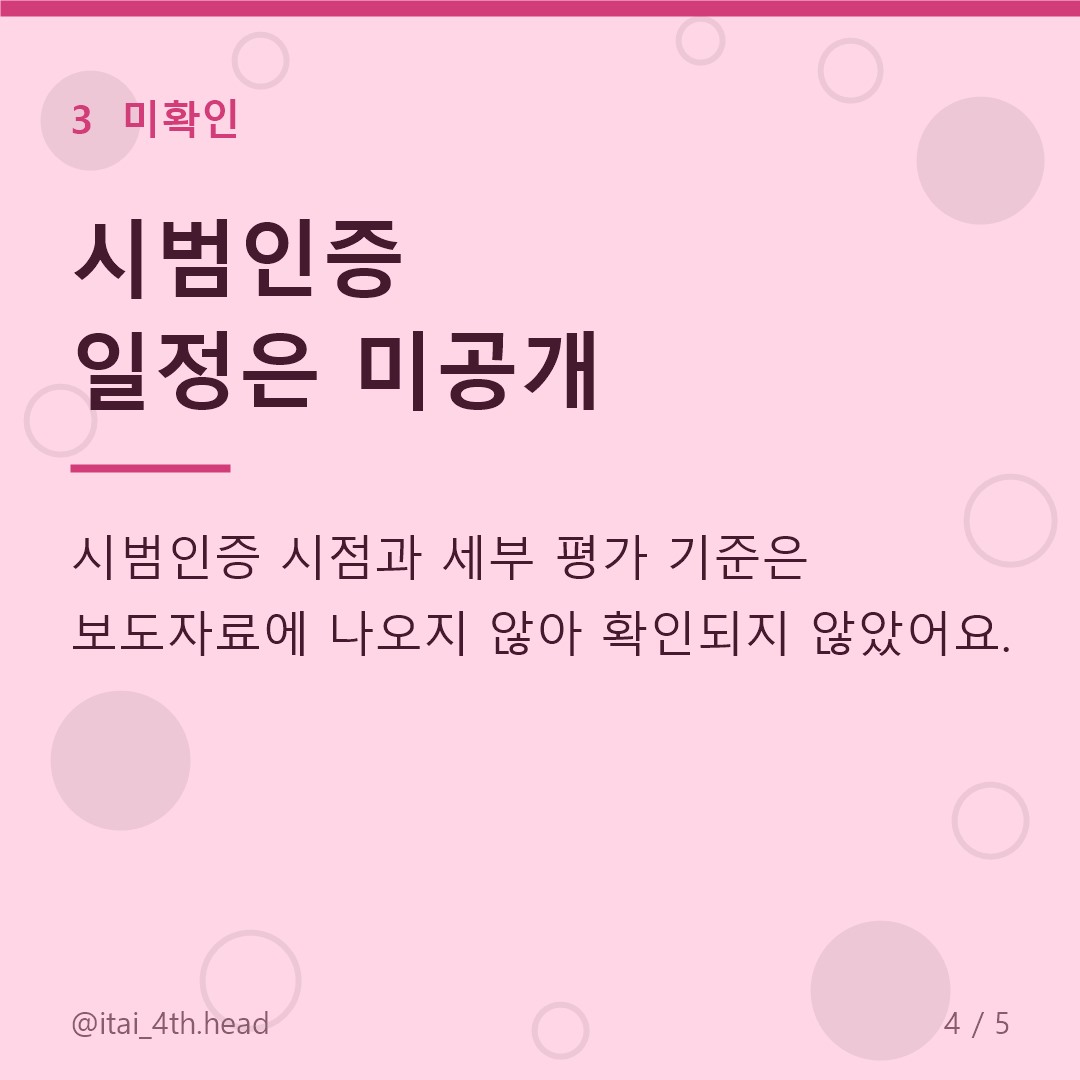 3 미확인
시범인증
일정은 미공개
시범인증 시점과 세부 평가 기준은
보도자료에 나오지 않아 확인되지 않았어요.
@itai_4th.head
4 / 5